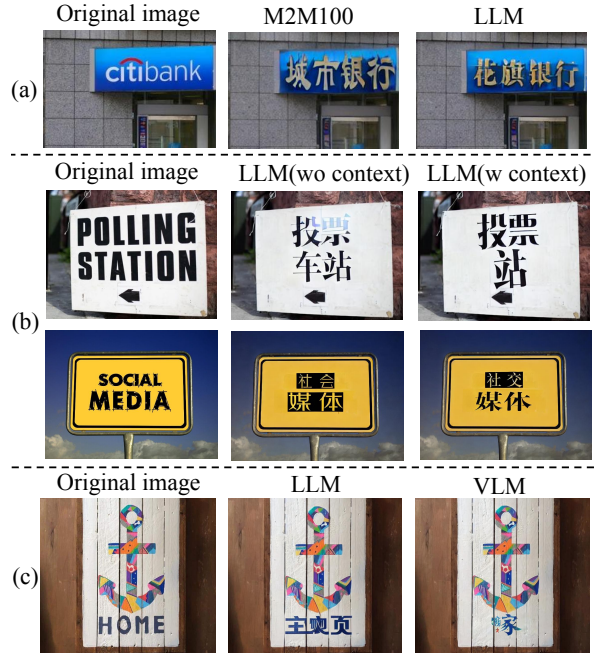 Original image M2M100 LLM
(a)
citibank 城市银行 花旗银行
Original image LLM(wo context) LLM(w context)
(b)
POLLING 投票 投票
STATION 车站 站
SOCIAL 社会 社交
MEDIA 媒体 媒体
Original image LLM VLM
(c)
HOME 主 页 家